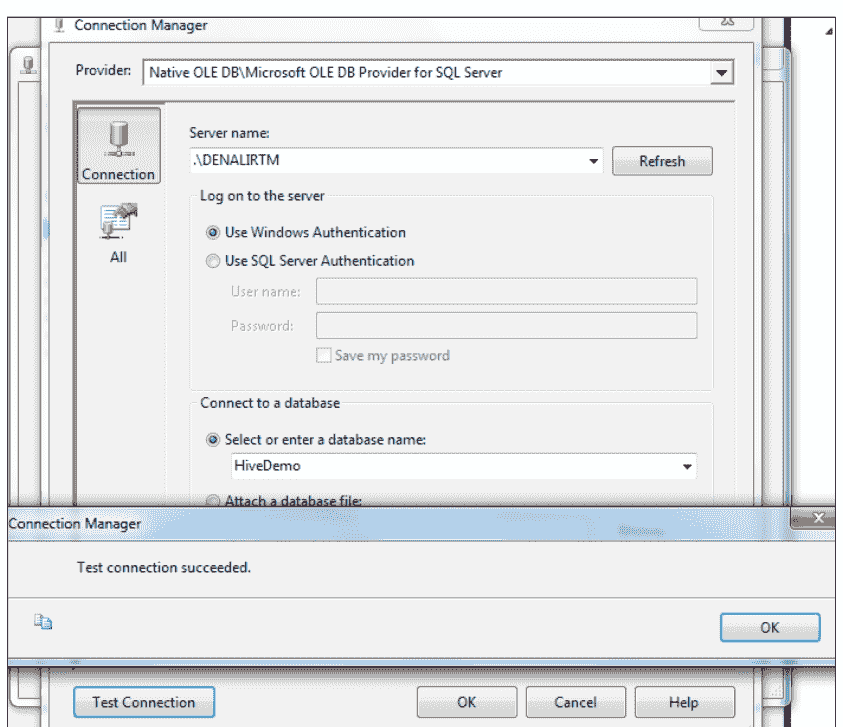 Connection Manager
Provider: Native OLE DB\Microsoft OLE DB Provider for SQL Server
Connection
All
Server name:
.\DENALIRTM
Refresh
Log on to the server
Use Windows Authentication
Use SQL Server Authentication
User name:
Password:
Save my password
Connect to a database
Select or enter a database name:
HiveDemo
Attach a database file:
Connection Manager
Test connection succeeded.
OK
Test Connection OK Cancel Help